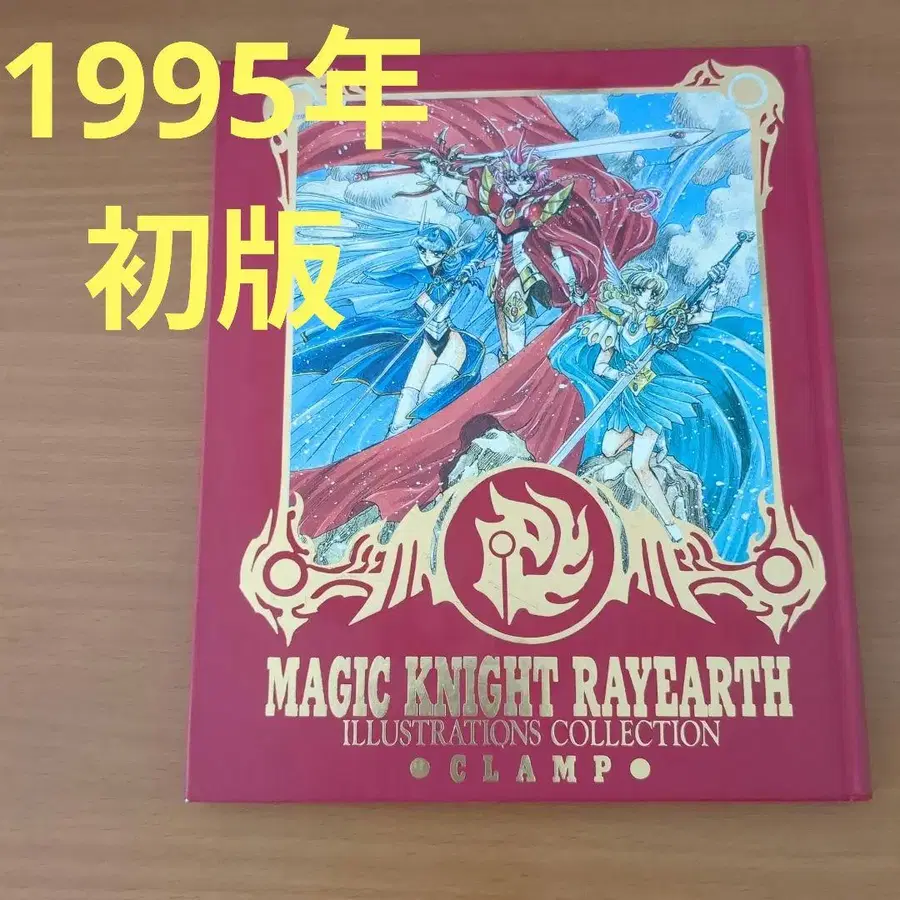 1995年
初版
MAGIC KNIGHT RAYEARTH
ILLUSTRATIONS COLLECTION
●CLAMP●